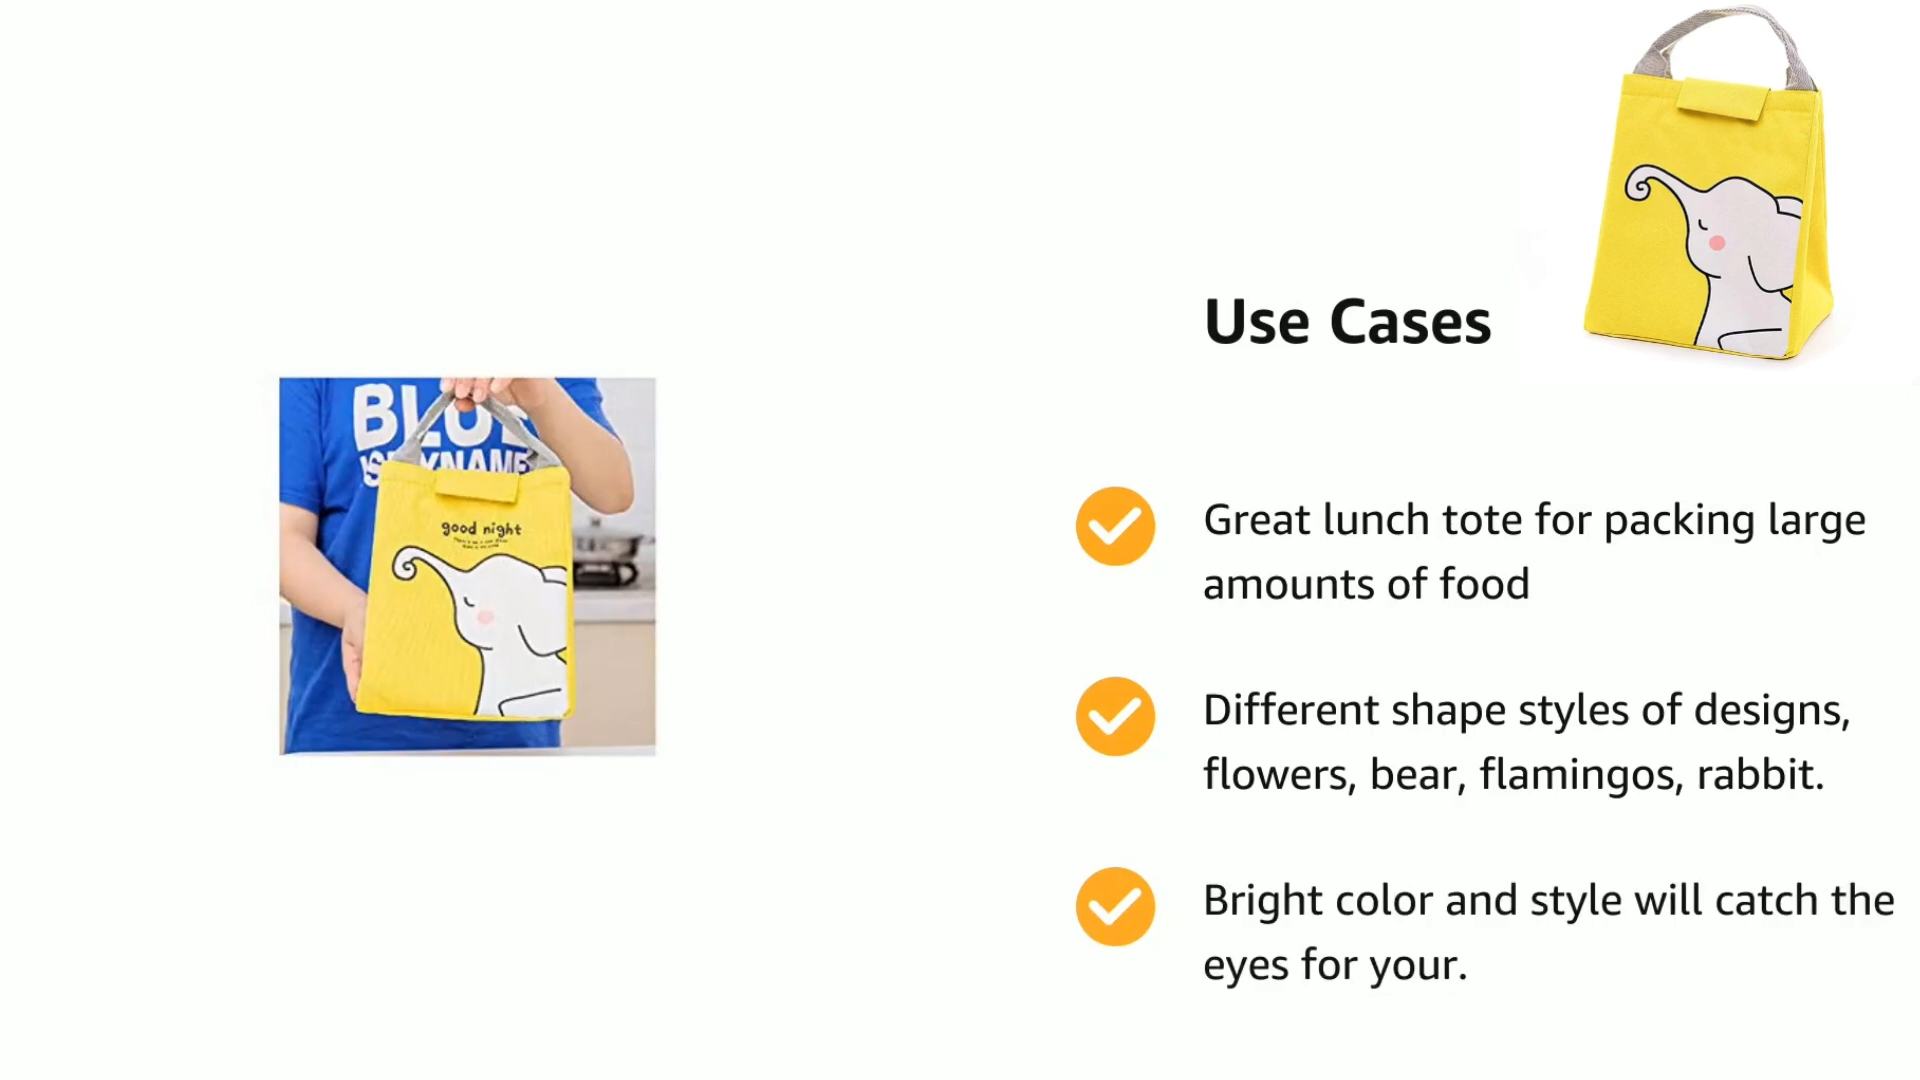 Use Cases
BLUE
good night
Great lunch tote for packing large
amounts of food
Different shape styles of designs,
flowers, bear, flamingos, rabbit.
Bright color and style will catch the
eyes for your.